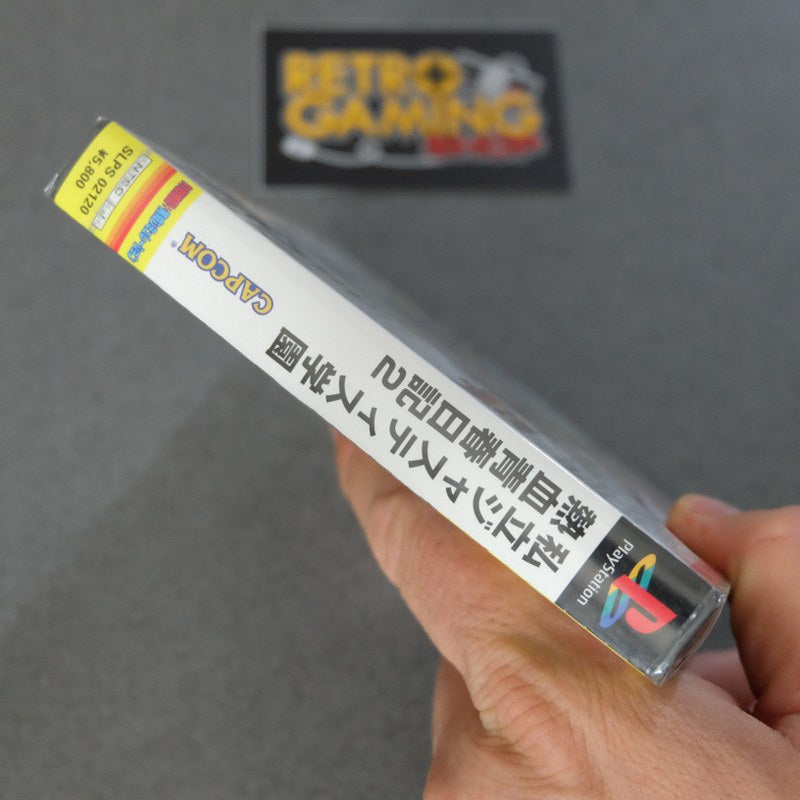 RETRO
GAMING
PlayStation
私立ジャスティス学園
熱血青春日記2
CAPCOM
SLPS 02120
¥5,800